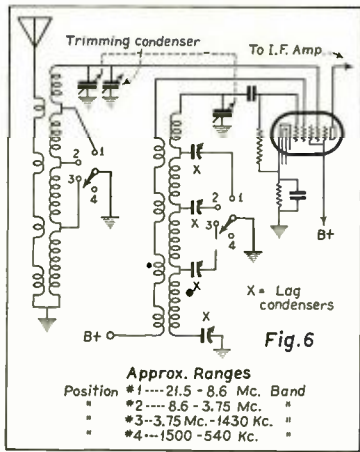 Trimming condenser
To I.F. Amp.
1
2
3
4
X
1
X
2
3
4
X
X
B+
B+
X = Lag
condensers
Fig.6
Approx. Ranges
Position #1----21.5 - 8.6 Mc. Band
" #2---- 8.6 - 3.75 Mc. "
" #3--3.75 Mc.-1430 Kc. "
" #4---1500 - 540 Kc. "